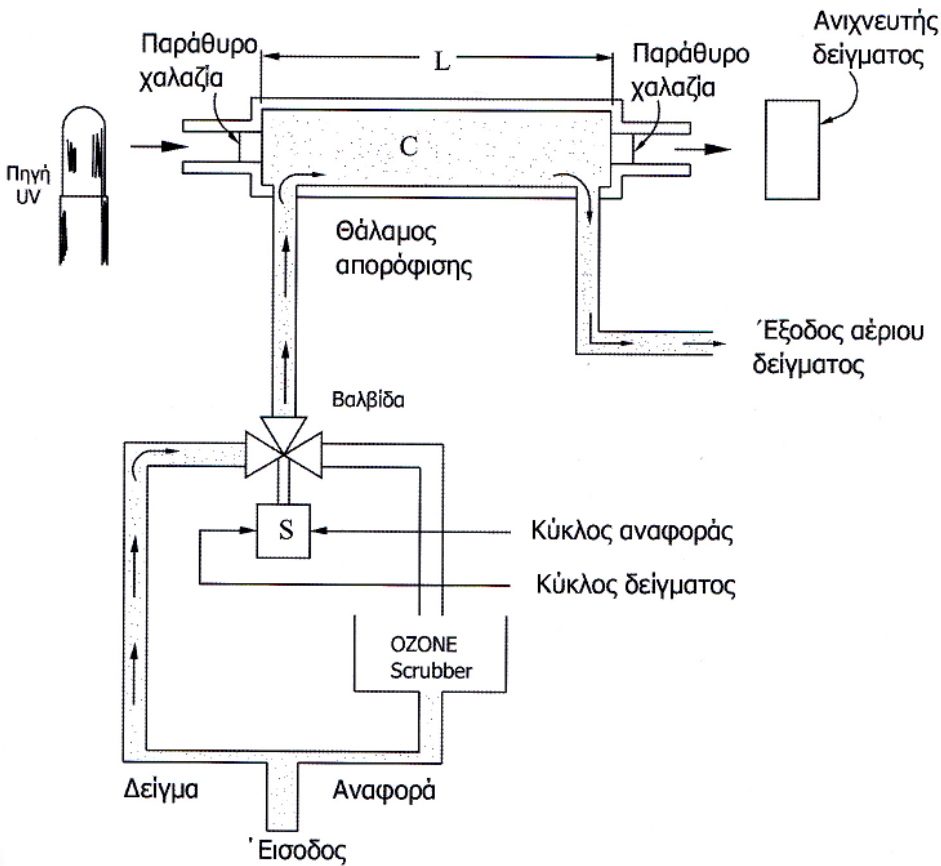 Ανιχνευτής
δείγματος
Παράθυρο
χαλαζία
L
Παράθυρο
χαλαζία
C
Πηγή
UV
Θάλαμος
απορόφισης
Έξοδος αέριου
δείγματος
Βαλβίδα
S
Κύκλος αναφοράς
Κύκλος δείγματος
OZONE
Scrubber
Δείγμα
Αναφορά
Έισοδος